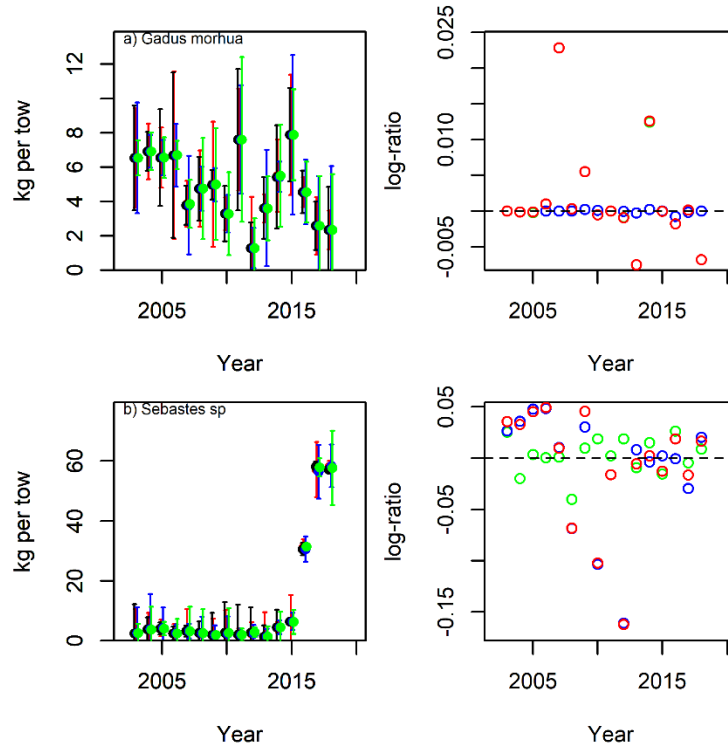 a) Gadus morhua
kg per tow
0 2 4 6 8 12
2005 2015
Year
log-ratio
-0.005 0.010 0.025
2005 2015
Year
b) Sebastes sp
kg per tow
0 20 40 60
2005 2015
Year
log-ratio
-0.15 -0.05 0.05
2005 2015
Year